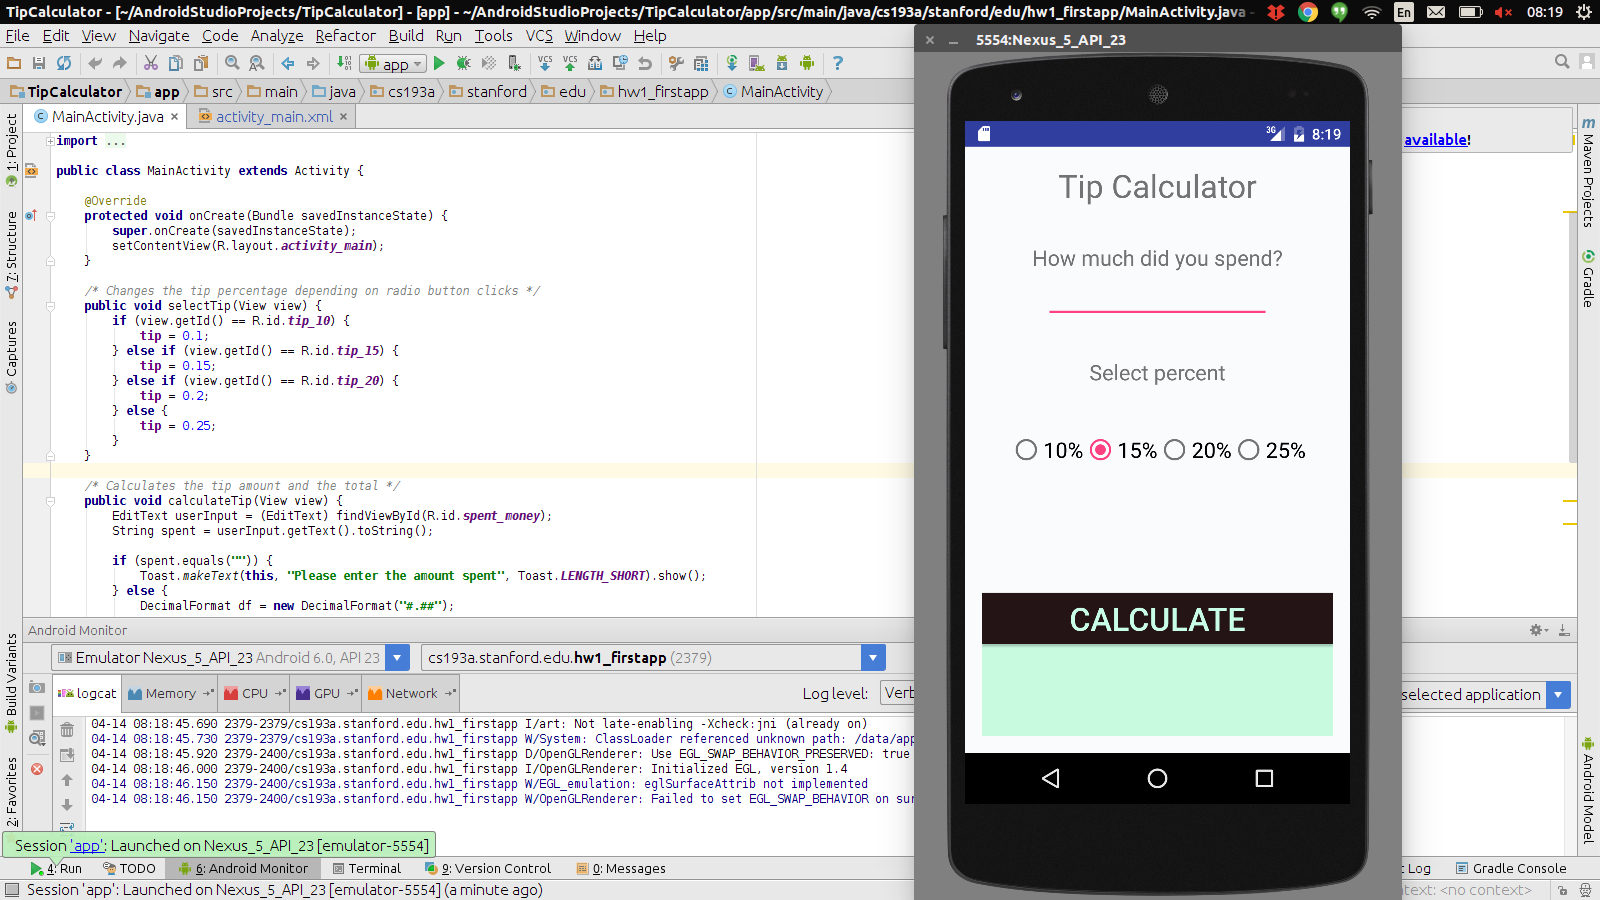 TipCalculator - [~/AndroidStudioProjects/TipCalculator] - [app] - ~/AndroidStudioProjects/TipCalculator/app/src/main/java/cs193a/stanford/edu/hw1_firstapp/MainActivity.java -
En
08:19
File Edit View Navigate Code Analyze Refactor Build Run Tools VCS Window Help
app
TipCalculator app src main java cs193a stanford edu hw1_firstapp MainActivity
MainActivity.java activity_main.xml
import ...
public class MainActivity extends Activity {
@Override
protected void onCreate(Bundle savedInstanceState) {
super.onCreate(savedInstanceState);
setContentView(R.layout.activity_main);
}
/* Changes the tip percentage depending on radio button clicks */
public void selectTip(View view) {
if (view.getId() == R.id.tip_10) {
tip = 0.1;
} else if (view.getId() == R.id.tip_15) {
tip = 0.15;
} else if (view.getId() == R.id.tip_20) {
tip = 0.2;
} else {
tip = 0.25;
}
}
/* Calculates the tip amount and the total */
public void calculateTip(View view) {
EditText userInput = (EditText) findViewById(R.id.spent_money);
String spent = userInput.getText().toString();
if (spent.equals("")) {
Toast.makeText(this, "Please enter the amount spent", Toast.LENGTH_SHORT).show();
} else {
DecimalFormat df = new DecimalFormat("#.##");
1: Project
7: Structure
Captures
Build Variants
2: Favorites
Android Monitor
Emulator Nexus_5_API_23 Android 6.0, API 23
cs193a.stanford.edu.hw1_firstapp (2379)
logcat Memory CPU GPU Network
Log level: Verb
selected application
04-14 08:18:45.690 2379-2379/cs193a.stanford.edu.hw1_firstapp I/art: Not late-enabling -Xcheck:jni (already on)
04-14 08:18:45.730 2379-2379/cs193a.stanford.edu.hw1_firstapp W/System: ClassLoader referenced unknown path: /data/app
04-14 08:18:45.920 2379-2400/cs193a.stanford.edu.hw1_firstapp D/OpenGLRenderer: Use EGL_SWAP_BEHAVIOR_PRESERVED: true
04-14 08:18:46.000 2379-2400/cs193a.stanford.edu.hw1_firstapp I/OpenGLRenderer: Initialized EGL, version 1.4
04-14 08:18:46.150 2379-2400/cs193a.stanford.edu.hw1_firstapp W/EGL_emulation: eglSurfaceAttrib not implemented
04-14 08:18:46.150 2379-2400/cs193a.stanford.edu.hw1_firstapp W/OpenGLRenderer: Failed to set EGL_SWAP_BEHAVIOR on sur
Session 'app': Launched on Nexus_5_API_23 [emulator-5554]
4: Run TODO 6: Android Monitor Terminal 9: Version Control 0: Messages
t Log Gradle Console
Session 'app': Launched on Nexus_5_API_23 [emulator-5554] (a minute ago)
text: <no context>
5554:Nexus_5_API_23
3G 8:19
Tip Calculator
How much did you spend?
Select percent
10% 15% 20% 25%
CALCULATE
available!
m Maven Projects
Gradle
Android Model